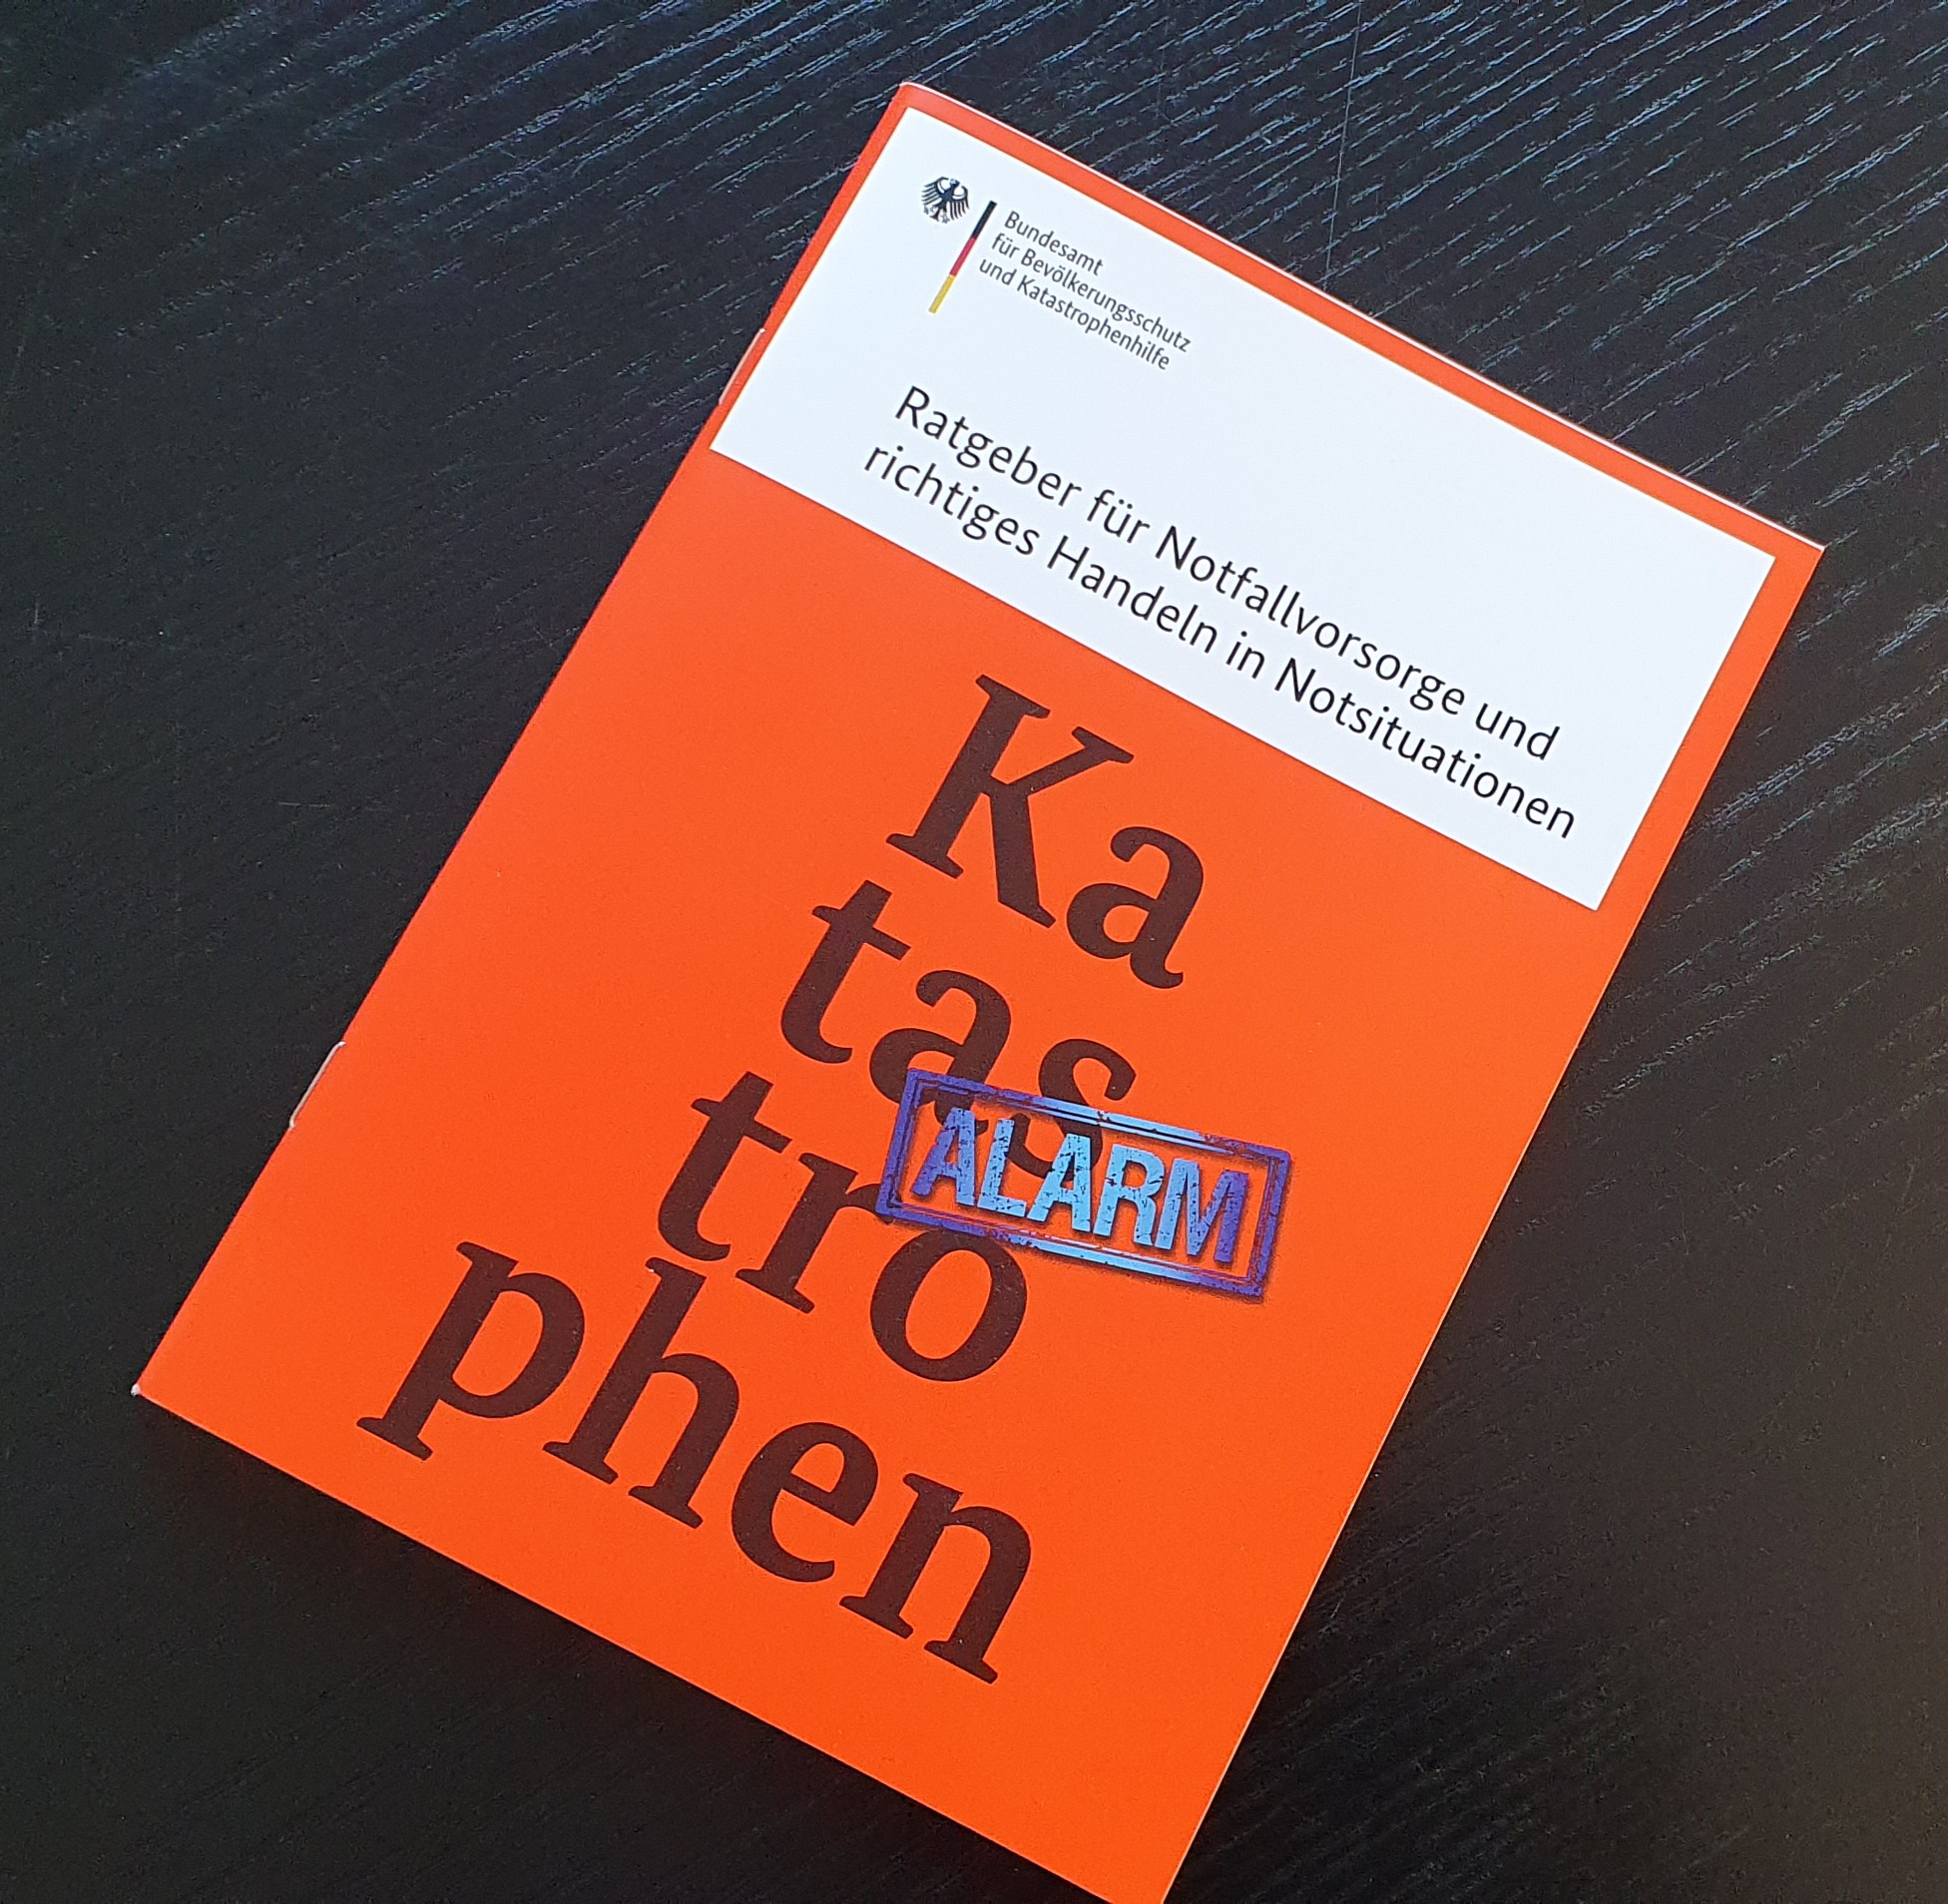 Bundesamt
für Bevölkerungsschutz
und Katastrophenhilfe
Ratgeber für Notfallvorsorge und
richtiges Handeln in Notsituationen
Ka
tas
tro
phen
ALARM